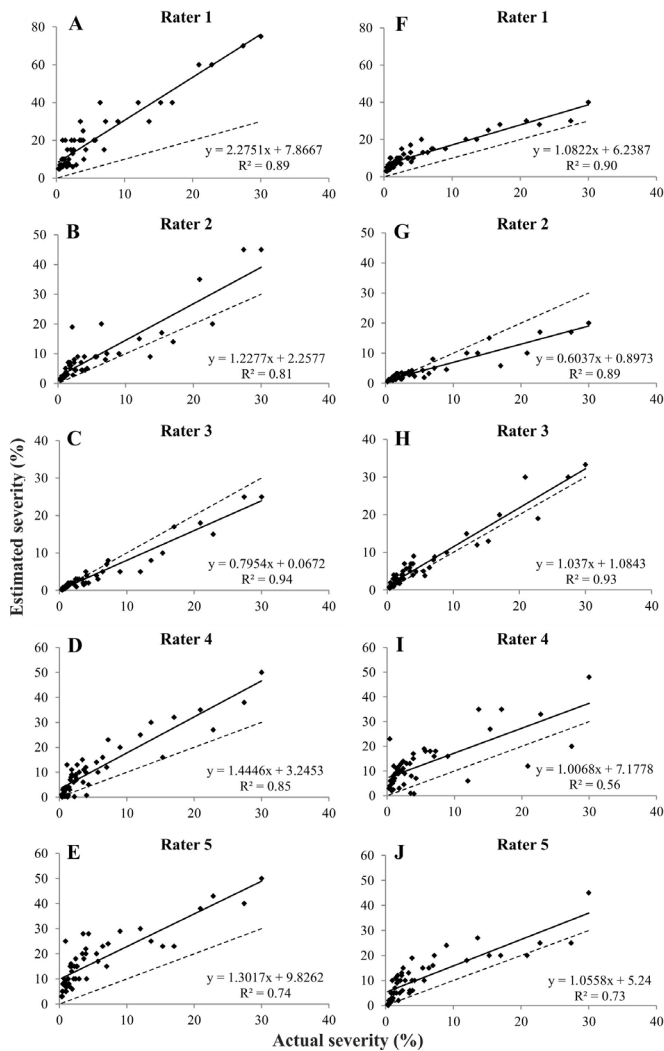 A Rater 1
80
60
40
20
0
0 10 20 30 40
y = 2.2751x + 7.8667
R² = 0.89
F Rater 1
80
60
40
20
0
0 10 20 30 40
y = 1.0822x + 6.2387
R² = 0.90
B Rater 2
50
40
30
20
10
0
0 10 20 30 40
y = 1.2277x + 2.2577
R² = 0.81
G Rater 2
50
40
30
20
10
0
0 10 20 30 40
y = 0.6037x + 0.8973
R² = 0.89
C Rater 3
40
30
20
10
0
0 10 20 30 40
y = 0.7954x + 0.0672
R² = 0.94
H Rater 3
40
30
20
10
0
0 10 20 30 40
y = 1.037x + 1.0843
R² = 0.93
D Rater 4
60
50
40
30
20
10
0
0 10 20 30 40
y = 1.4446x + 3.2453
R² = 0.85
I Rater 4
60
50
40
30
20
10
0
0 10 20 30 40
y = 1.0068x + 7.1778
R² = 0.56
E Rater 5
60
50
40
30
20
10
0
0 10 20 30 40
y = 1.3017x + 9.8262
R² = 0.74
J Rater 5
60
50
40
30
20
10
0
0 10 20 30 40
y = 1.0558x + 5.24
R² = 0.73
Estimated severity (%)
Actual severity (%)